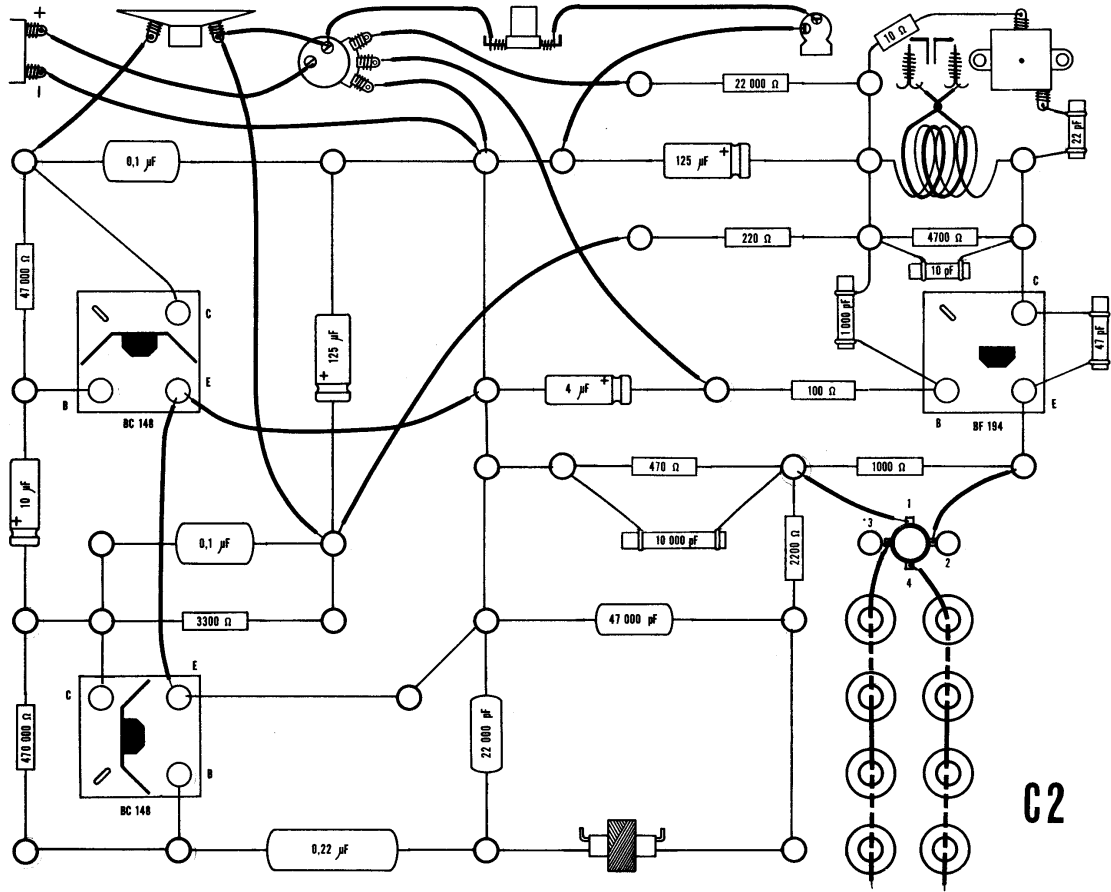 +
-
10 Ω
22 000 Ω
22 pF
0,1 µF
125 µF
+
220 Ω
4700 Ω
10 pF
47 000 Ω
C
C
1 000 pF
47 pF
125 µF
+
E
4 µF
+
100 Ω
B
BC 148
B
BF 194
E
10 µF
+
470 Ω
1000 Ω
1
3
0,1 µF
10 000 pF
2200 Ω
2
4
3300 Ω
47 000 pF
E
C
470 000 Ω
22 000 pF
B
BC 148
C2
0,22 µF